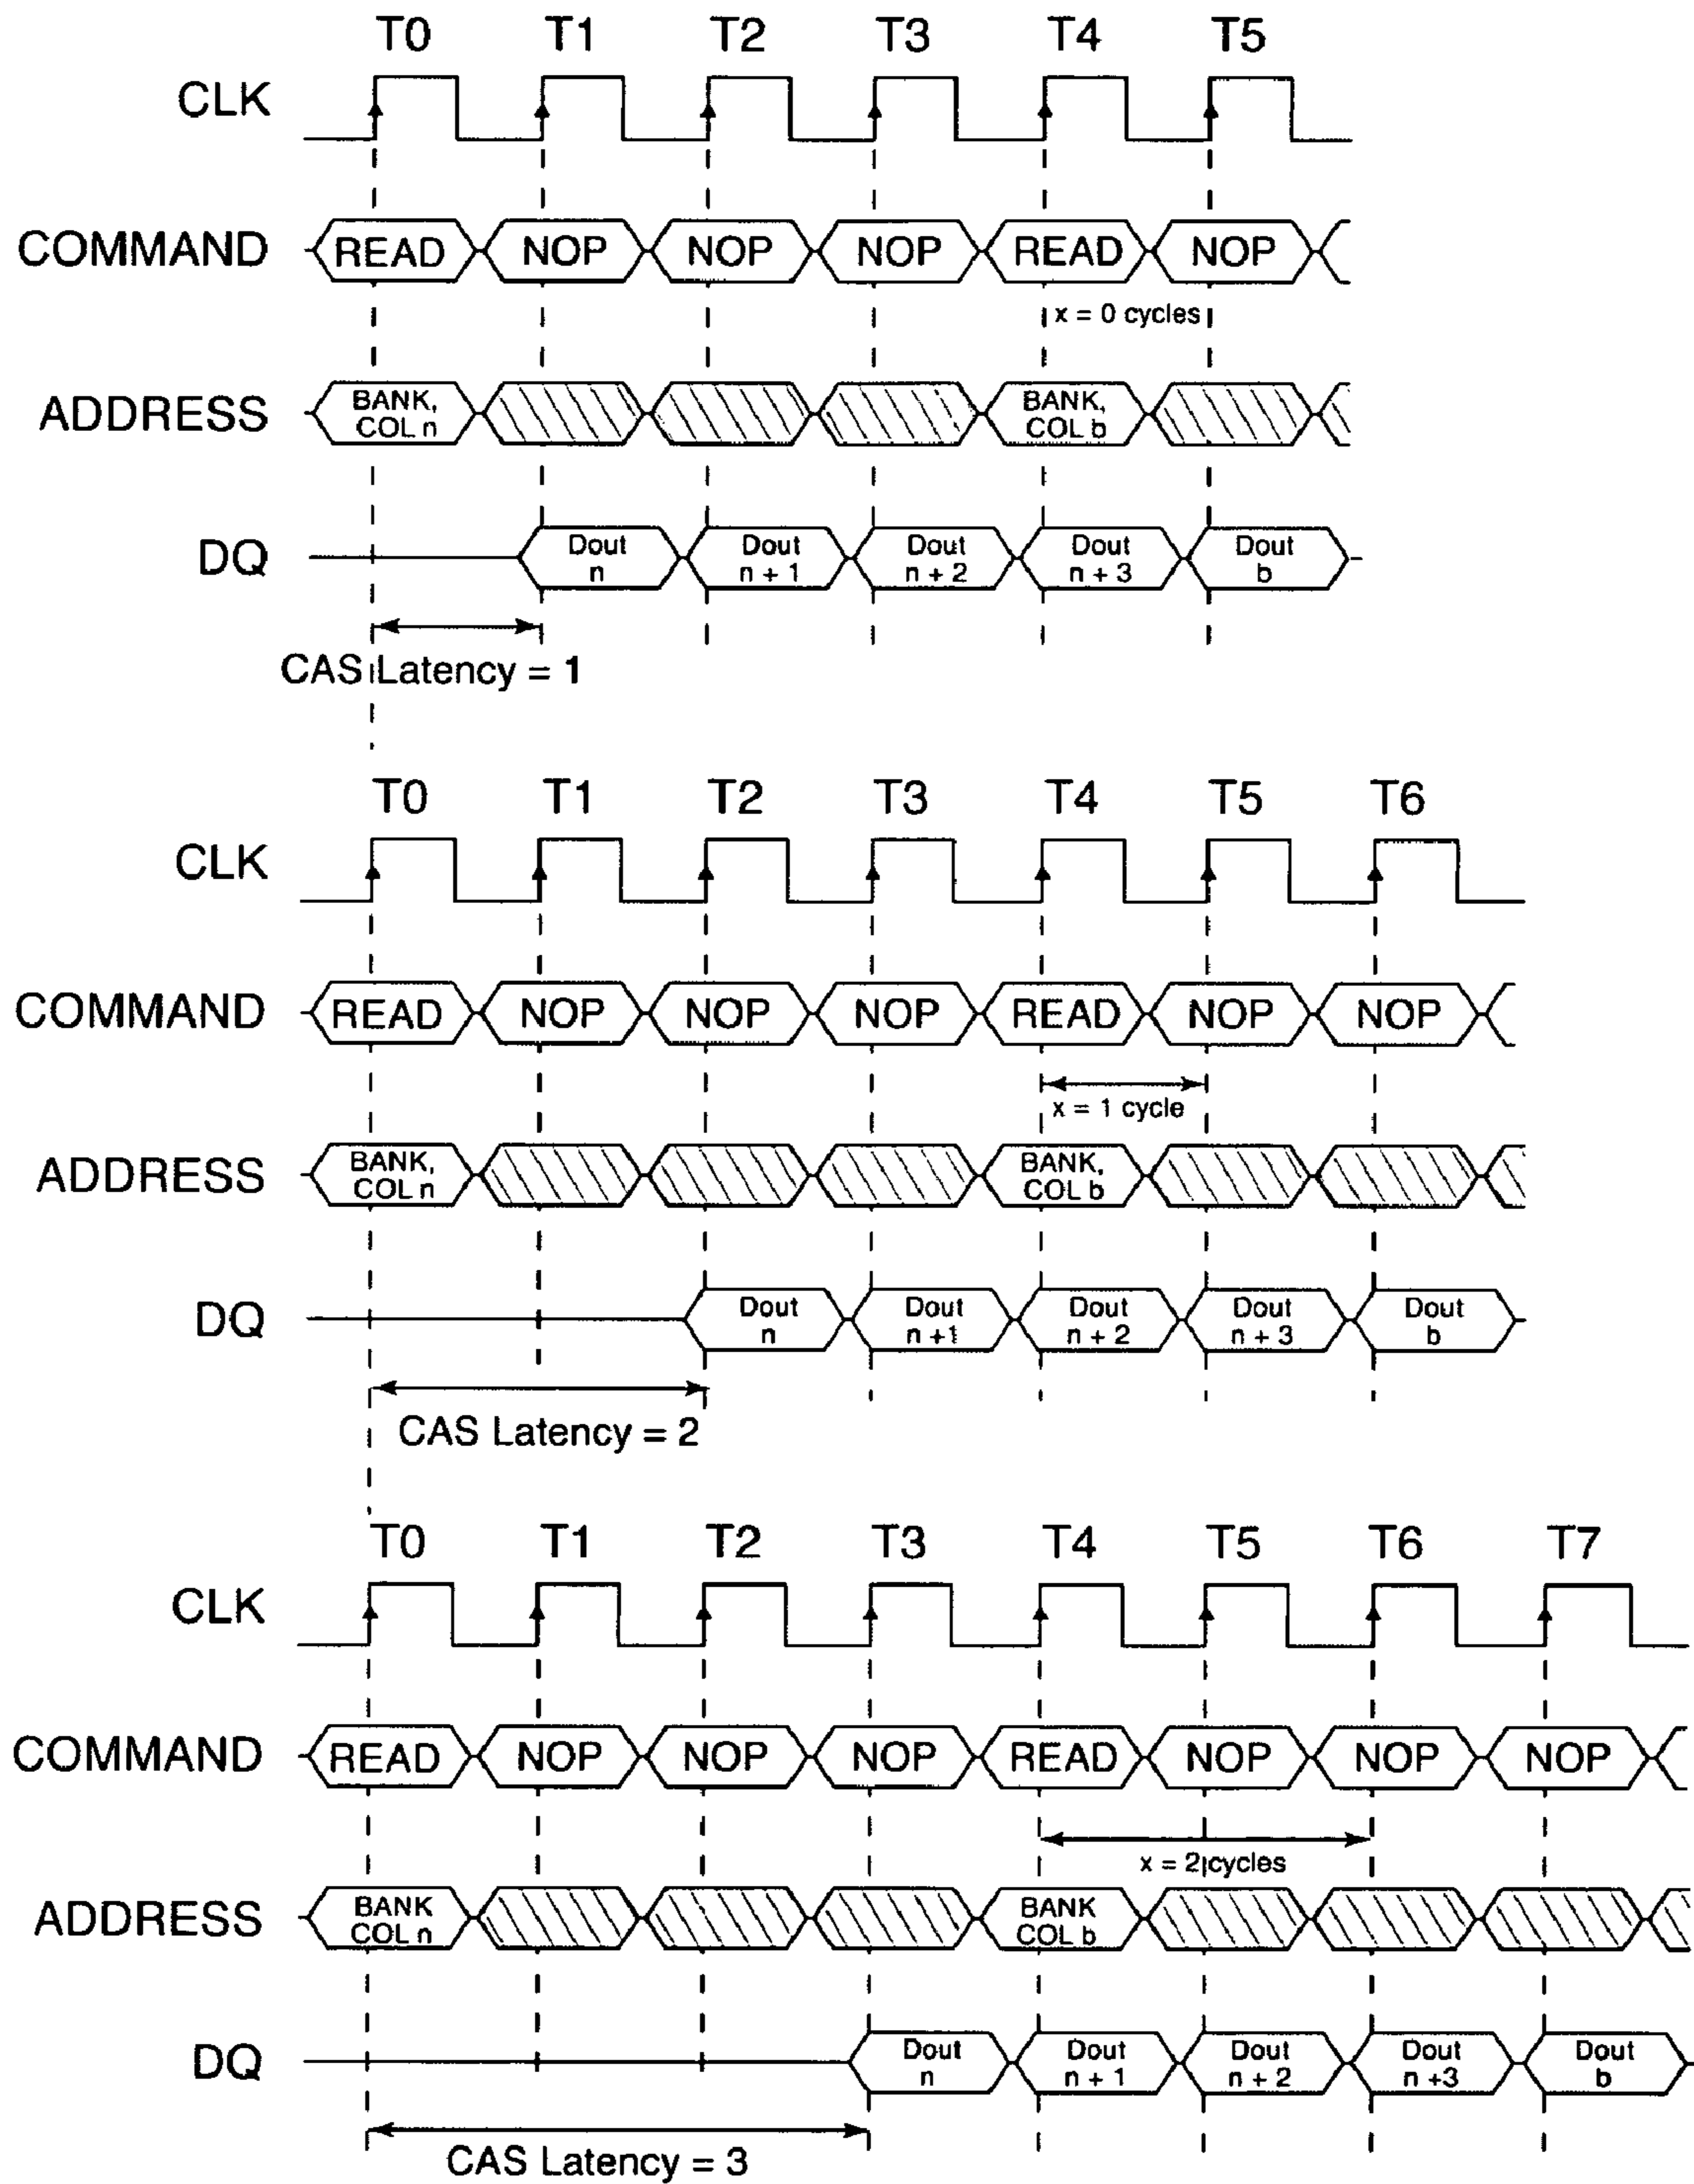 T0 T1 T2 T3 T4 T5
CLK
COMMAND READ NOP NOP NOP READ NOP
x = 0 cycles
ADDRESS BANK, COL n BANK, COL b
DQ Dout n Dout n + 1 Dout n + 2 Dout n + 3 Dout b
CAS Latency = 1
T0 T1 T2 T3 T4 T5 T6
CLK
COMMAND READ NOP NOP NOP READ NOP NOP
x = 1 cycle
ADDRESS BANK, COL n BANK, COL b
DQ Dout n Dout n +1 Dout n + 2 Dout n + 3 Dout b
CAS Latency = 2
T0 T1 T2 T3 T4 T5 T6 T7
CLK
COMMAND READ NOP NOP NOP READ NOP NOP NOP
x = 2 cycles
ADDRESS BANK COL n BANK COL b
DQ Dout n Dout n + 1 Dout n + 2 Dout n +3 Dout b
CAS Latency = 3